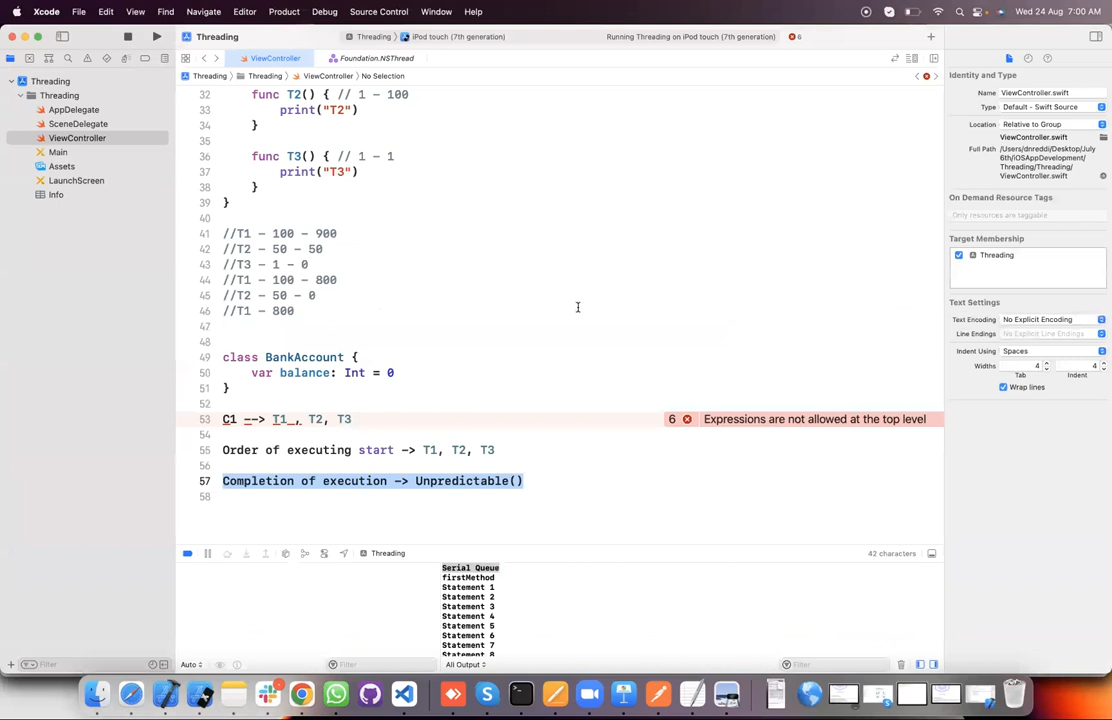 Xcode File Edit View Find Navigate Editor Product Debug Source Control Window Help Wed 24 Aug 7:00 AM
Threading Threading iPod touch (7th generation) Running Threading on iPod touch (7th generation) 6
ViewController Foundation.NSThread
Threading Threading ViewController No Selection
Threading
Threading
AppDelegate
SceneDelegate
ViewController
Main
Assets
LaunchScreen
Info
32 func T2() { // 1 - 100
33 print("T2")
34 }
35
36 func T3() { // 1 - 1
37 print("T3")
38 }
39 }
40
41 //T1 - 100 - 900
42 //T2 - 50 - 50
43 //T3 - 1 - 0
44 //T1 - 100 - 800
45 //T2 - 50 - 0
46 //T1 - 800
47
48
49 class BankAccount {
50 var balance: Int = 0
51 }
52
53 C1 --> T1 , T2, T3 6 Expressions are not allowed at the top level
54
55 Order of executing start -> T1, T2, T3
56
57 Completion of execution -> Unpredictable()
58
Threading 42 characters
Serial Queue
firstMethod
Statement 1
Statement 2
Statement 3
Statement 4
Statement 5
Statement 6
Statement 7
Statement 8
Filter Auto Filter All Output Filter
Identity and Type
Name ViewController.swift
Type Default - Swift Source
Location Relative to Group
ViewController.swift
Full Path /Users/dnreddi/Desktop/July
6th/iOSAppDevelopment/
Threading/Threading/
ViewController.swift
On Demand Resource Tags
Only resources are taggable
Target Membership
Threading
Text Settings
Text Encoding No Explicit Encoding
Line Endings No Explicit Line Endings
Indent Using Spaces
Widths 4 4
Tab Indent
Wrap lines